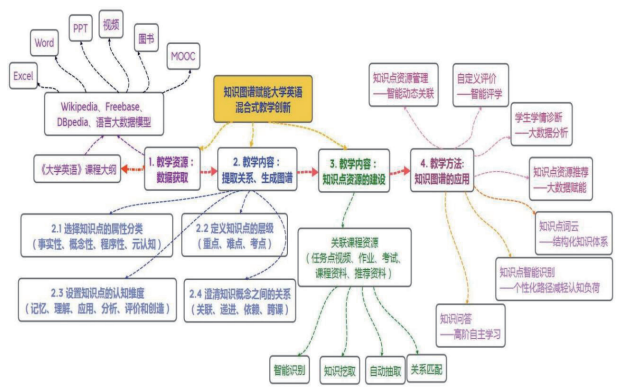 Excel
Word
PPT
视频
图书
MOOC
Wikipedia、Freebase、
DBpedia、语言大数据模型
知识图谱赋能大学英语
混合式教学创新
《大学英语》课程大纲
1. 教学资源：
数据获取
2. 教学内容：
提取关系、生成图谱
3. 教学内容：
知识点资源的建设
4. 教学方法:
知识图谱的应用
知识点资源管理
——智能动态关联
自定义评价
——智能评学
学生学情诊断
——大数据分析
知识点资源推荐
——大数据赋能
知识点词云
——结构化知识体系
知识点智能识别
——个性化路径减轻认知负荷
知识问答
——高阶自主学习
2.1 选择知识点的属性分类
（事实性、概念性、程序性、元认知）
2.2 定义知识点的层级
（重点、难点、考点）
2.3 设置知识点的认知维度
（记忆、理解、应用、分析、评价和创造）
2.4 澄清知识概念之间的关系
（关联、递进、依赖、跨课）
关联课程资源
（任务点视频、作业、考试、
课程资料、推荐资料）
智能识别
知识挖取
自动抽取
关系匹配